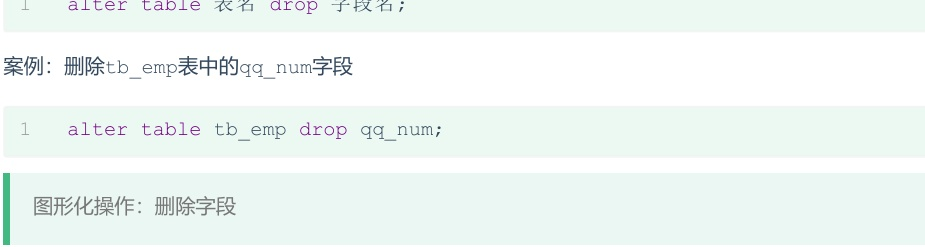 1 alter table 表名 drop 字段名;
案例：删除tb_emp表中的qq_num字段
1 alter table tb_emp drop qq_num;
图形化操作：删除字段